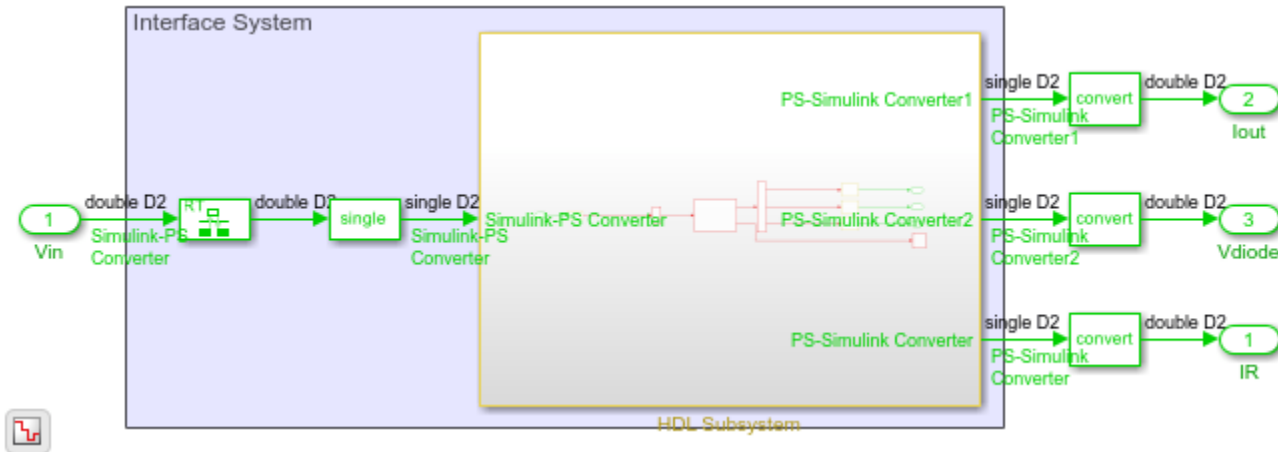 Interface System
PS-Simulink Converter1
single D2
convert
double D2
2
PS-Simulink
Converter1
Iout
double D2
RT
double D2
single
single D2
Simulink-PS Converter
PS-Simulink Converter2
single D2
convert
double D2
1
3
Vin
Simulink-PS
Converter
Simulink-PS
Converter
PS-Simulink
Converter2
Vdiode
PS-Simulink Converter
single D2
convert
double D2
1
PS-Simulink
Converter
IR
HDL Subsystem